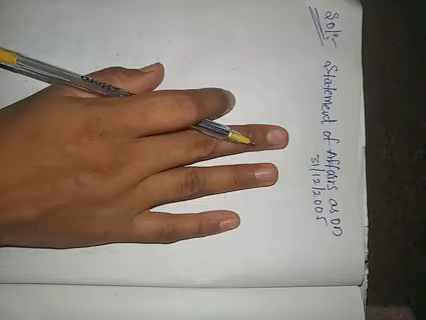 Sol:-
Statement of Affairs as on
31/12/2005